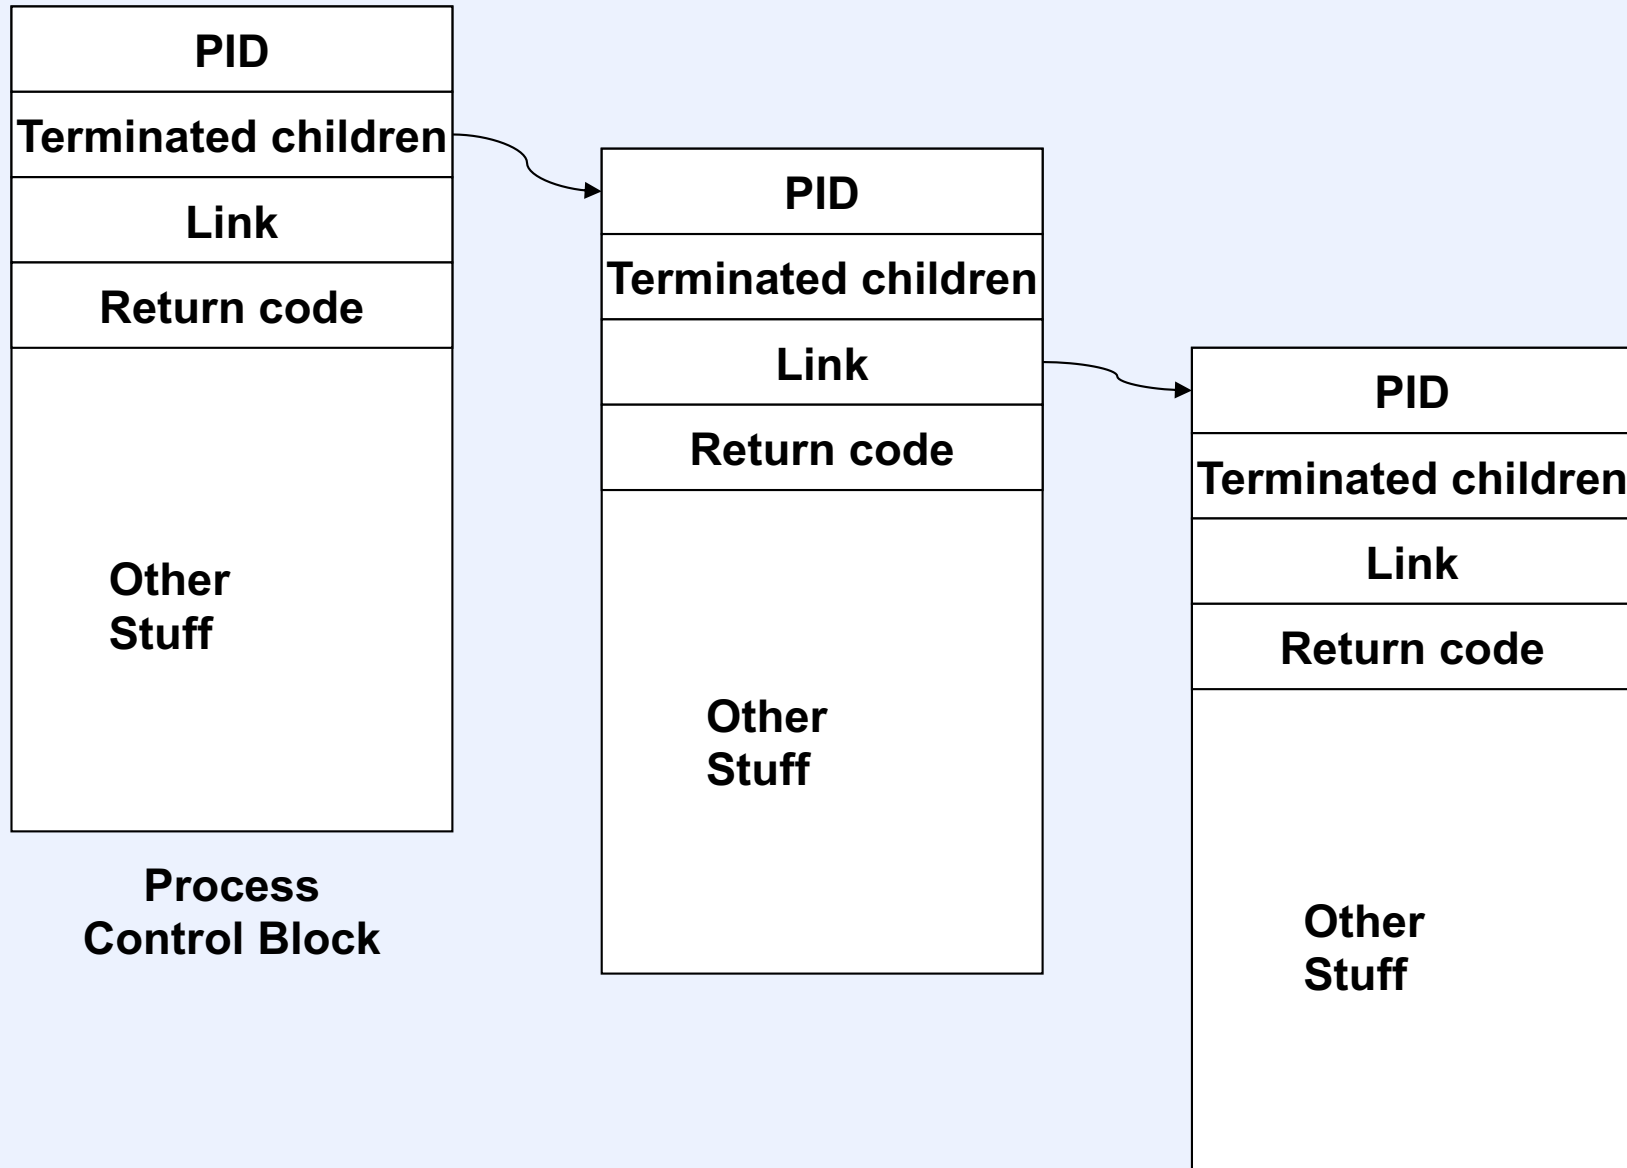 PID
Terminated children
Link
Return code
Other
Stuff
Process
Control Block
PID
Terminated children
Link
Return code
Other
Stuff
PID
Terminated children
Link
Return code
Other
Stuff